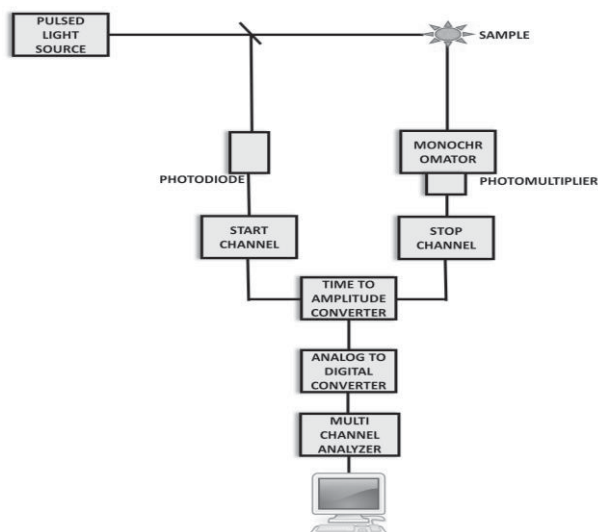 PULSED
LIGHT
SOURCE
SAMPLE
MONOCHR
OMATOR
PHOTODIODE
PHOTOMULTIPLIER
START
CHANNEL
STOP
CHANNEL
TIME TO
AMPLITUDE
CONVERTER
ANALOG TO
DIGITAL
CONVERTER
MULTI
CHANNEL
ANALYZER